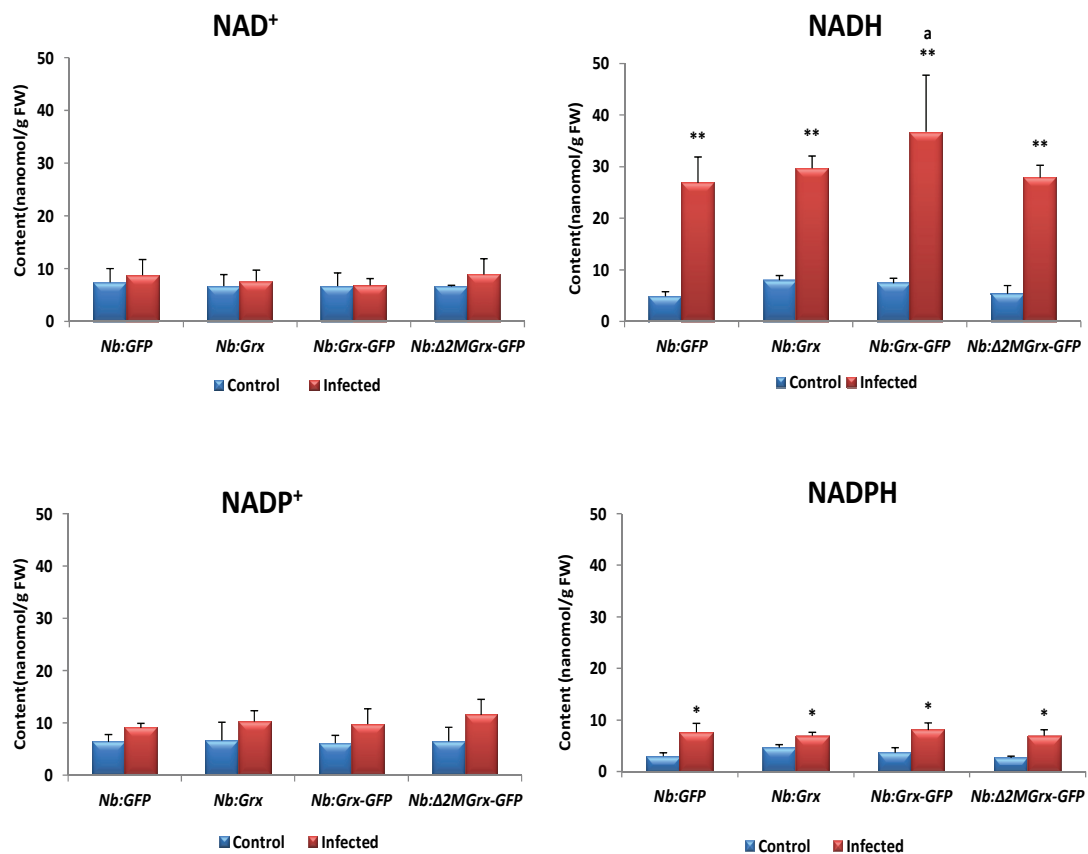 NAD+
Content(nanomol/g FW)
50
40
30
20
10
0
Nb:GFP Nb:Grx Nb:Grx-GFP Nb:Δ2MGrx-GFP
Control Infected
NADH
Content(nanomol/g FW)
50
40
30
20
10
0
**
**
a
**
**
Nb:GFP Nb:Grx Nb:Grx-GFP Nb:Δ2MGrx-GFP
Control Infected
NADP+
Content(nanomol/g FW)
50
40
30
20
10
0
Nb:GFP Nb:Grx Nb:Grx-GFP Nb:Δ2MGrx-GFP
Control Infected
NADPH
Content (nanomol/g FW)
50
40
30
20
10
0
* * * *
Nb:GFP Nb:Grx Nb:Grx-GFP Nb:Δ2MGrx-GFP
Control Infected